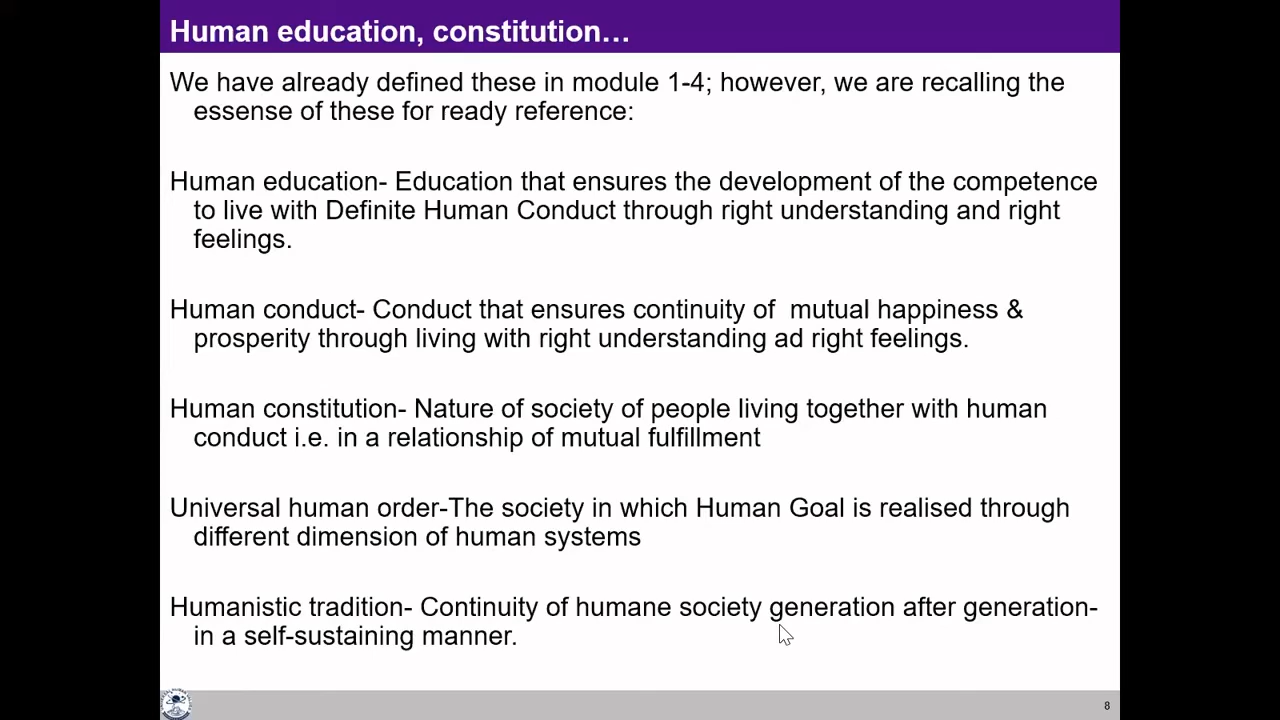 Human education, constitution…
We have already defined these in module 1-4; however, we are recalling the
essense of these for ready reference:
Human education- Education that ensures the development of the competence
to live with Definite Human Conduct through right understanding and right
feelings.
Human conduct- Conduct that ensures continuity of  mutual happiness &
prosperity through living with right understanding ad right feelings.
Human constitution- Nature of society of people living together with human
conduct i.e. in a relationship of mutual fulfillment
Universal human order-The society in which Human Goal is realised through
different dimension of human systems
Humanistic tradition- Continuity of humane society generation after generation-
in a self-sustaining manner.
8